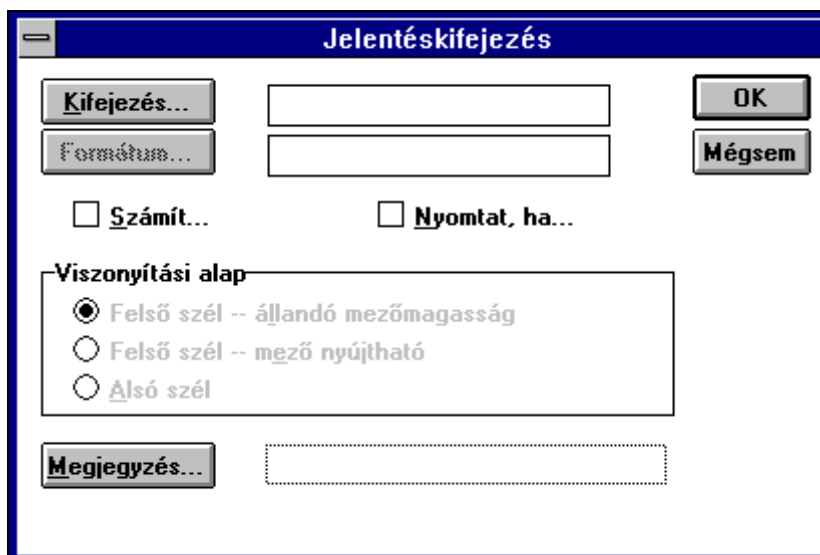 Jelentéskifejezés
Kifejezés...
OK
Formátum...
Mégsem
Számít...
Nyomtat, ha...
Viszonyítási alap
Felső szél -- állandó mezőmagasság
Felső szél -- mező nyújtható
Alsó szél
Megjegyzés...